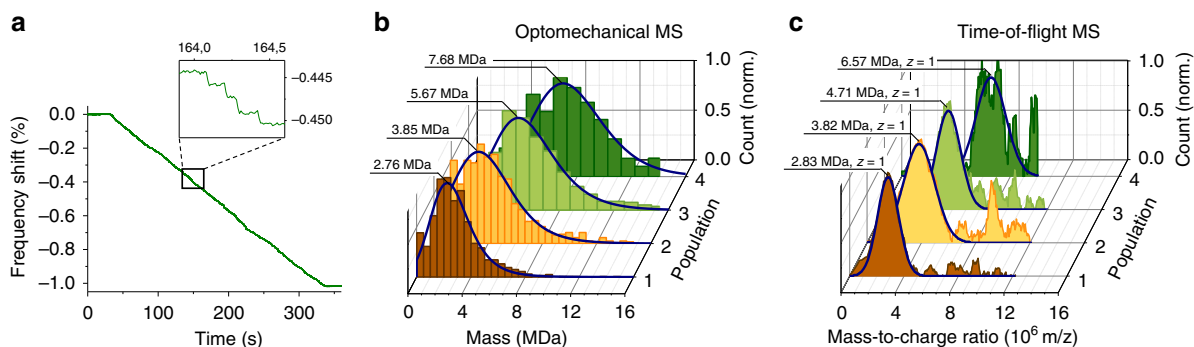 a
164,0 164,5
−0.445
−0.450
0.0
−0.2
−0.4
−0.6
−0.8
−1.0
Frequency shift (%)
0 100 200 300
Time (s)
b
Optomechanical MS
7.68 MDa
5.67 MDa
3.85 MDa
2.76 MDa
1.0
0.5
0.0
Count (norm.)
4
3
2
1
Population
0 4 8 12 16
Mass (MDa)
c
Time-of-flight MS
6.57 MDa, z = 1
4.71 MDa, z = 1
3.82 MDa, z = 1
2.83 MDa, z = 1
1.0
0.5
0.0
Count (norm.)
4
3
2
1
Population
0 4 8 12 16
Mass-to-charge ratio (10⁶ m/z)